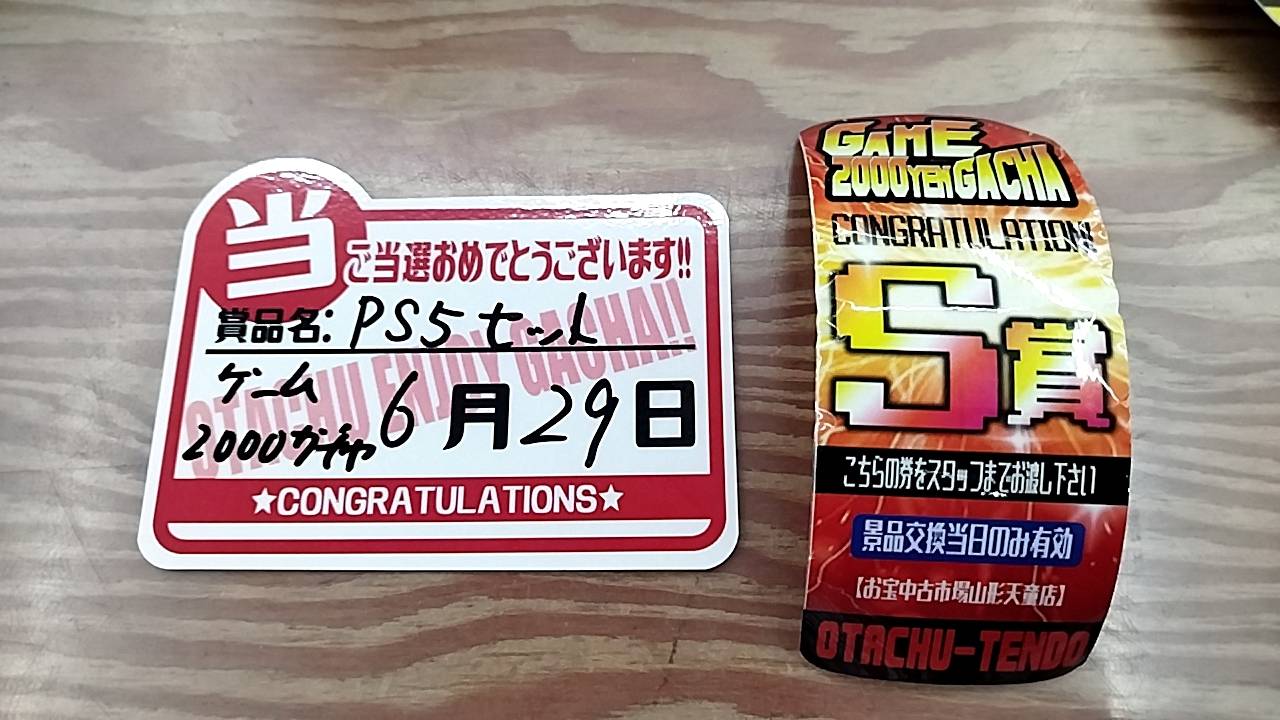 当
ご当選おめでとうございます!!
賞品名: PS5セット
OTACHU ENJOY GACHA!!
ゲーム
2000ガチャ
6月29日
★CONGRATULATIONS★
GAME
2000YEN GACHA
CONGRATULATION
S賞
こちらの券をスタッフまでお渡し下さい
景品交換当日のみ有効
【お宝中古市場山形天童店】
OTACHU-TENDO